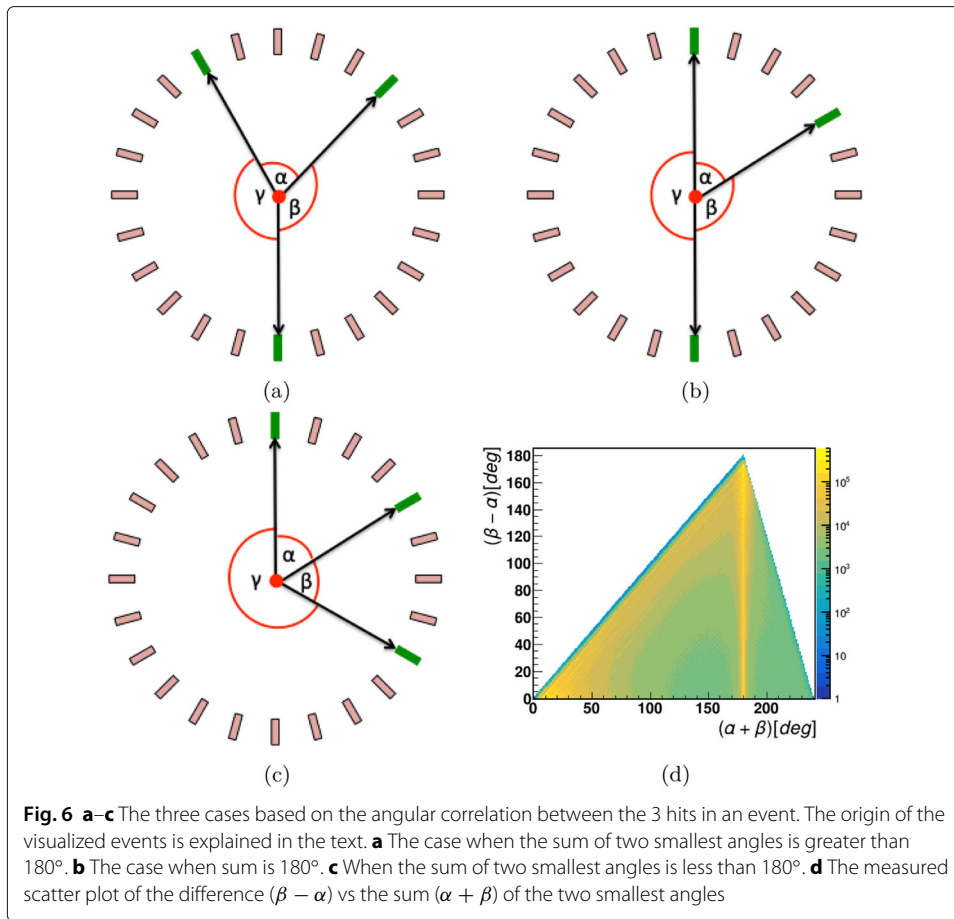 α
γ
β
(a)
α
γ
β
(b)
α
γ
β
(c)
(β − α)[deg]
180
160
140
120
100
80
60
40
20
0
0 50 100 150 200
(α + β)[deg]
10⁵
10⁴
10³
10²
10
1
(d)
Fig. 6 a–c The three cases based on the angular correlation between the 3 hits in an event. The origin of the
visualized events is explained in the text. a The case when the sum of two smallest angles is greater than
180°. b The case when sum is 180°. c When the sum of two smallest angles is less than 180°. d The measured
scatter plot of the difference (β − α) vs the sum (α + β) of the two smallest angles